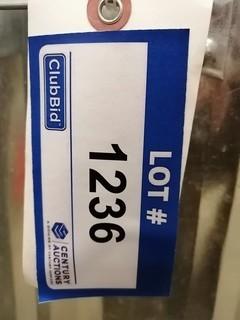 LOT #
1236
ClubBid
CENTURY
AUCTIONS